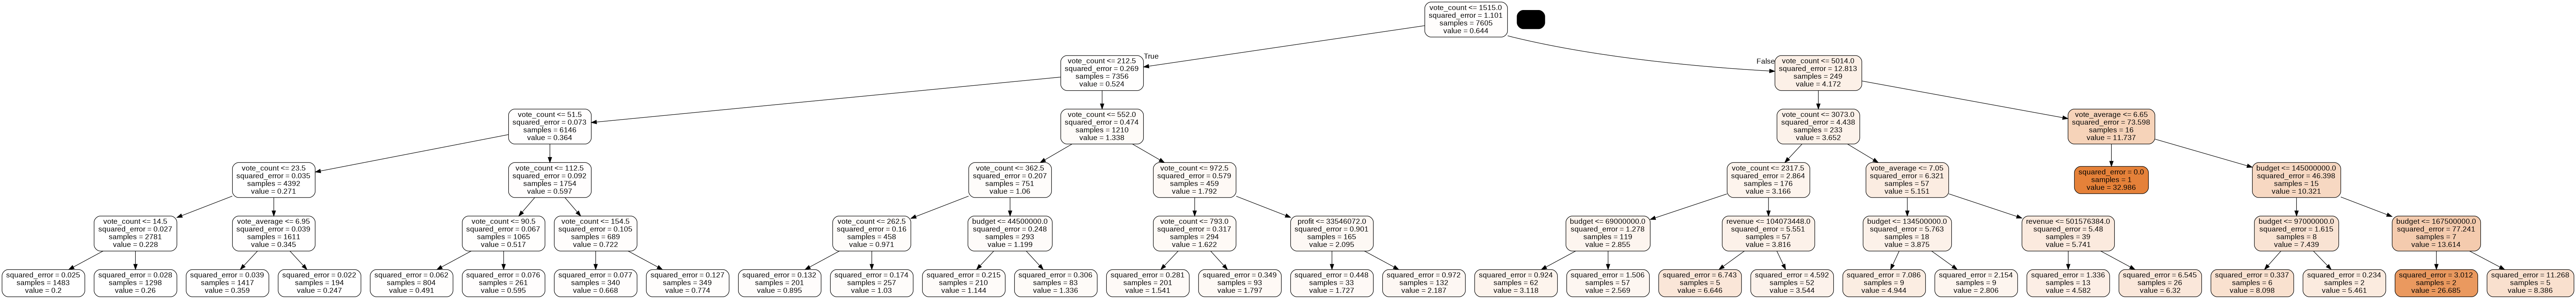 vote_count <= 1515.0
squared_error = 1.101
samples = 7605
value = 0.644
True
False
vote_count <= 212.5
squared_error = 0.269
samples = 7356
value = 0.524
vote_count <= 5014.0
squared_error = 12.813
samples = 249
value = 4.172
vote_count <= 51.5
squared_error = 0.073
samples = 6146
value = 0.364
vote_count <= 552.0
squared_error = 0.474
samples = 1210
value = 1.338
vote_count <= 3073.0
squared_error = 4.438
samples = 233
value = 3.652
vote_average <= 6.65
squared_error = 73.598
samples = 16
value = 11.737
vote_count <= 23.5
squared_error = 0.035
samples = 4392
value = 0.271
vote_count <= 112.5
squared_error = 0.092
samples = 1754
value = 0.597
vote_count <= 362.5
squared_error = 0.207
samples = 751
value = 1.06
vote_count <= 972.5
squared_error = 0.579
samples = 459
value = 1.792
vote_count <= 2317.5
squared_error = 2.864
samples = 176
value = 3.166
vote_average <= 7.05
squared_error = 6.321
samples = 57
value = 5.151
squared_error = 0.0
samples = 1
value = 32.986
budget <= 145000000.0
squared_error = 46.398
samples = 15
value = 10.321
vote_count <= 14.5
squared_error = 0.027
samples = 2781
value = 0.228
vote_average <= 6.95
squared_error = 0.039
samples = 1611
value = 0.345
vote_count <= 90.5
squared_error = 0.067
samples = 1065
value = 0.517
vote_count <= 154.5
squared_error = 0.105
samples = 689
value = 0.722
vote_count <= 262.5
squared_error = 0.16
samples = 458
value = 0.971
budget <= 44500000.0
squared_error = 0.248
samples = 293
value = 1.199
vote_count <= 793.0
squared_error = 0.317
samples = 294
value = 1.622
profit <= 33546072.0
squared_error = 0.901
samples = 165
value = 2.095
budget <= 69000000.0
squared_error = 1.278
samples = 119
value = 2.855
revenue <= 104073448.0
squared_error = 5.551
samples = 57
value = 3.816
budget <= 134500000.0
squared_error = 5.763
samples = 18
value = 3.875
revenue <= 501576384.0
squared_error = 5.48
samples = 39
value = 5.741
budget <= 97000000.0
squared_error = 1.615
samples = 8
value = 7.439
budget <= 167500000.0
squared_error = 77.241
samples = 7
value = 13.614
squared_error = 0.025
samples = 1483
value = 0.2
squared_error = 0.028
samples = 1298
value = 0.26
squared_error = 0.039
samples = 1417
value = 0.359
squared_error = 0.022
samples = 194
value = 0.247
squared_error = 0.062
samples = 804
value = 0.491
squared_error = 0.076
samples = 261
value = 0.595
squared_error = 0.077
samples = 340
value = 0.668
squared_error = 0.127
samples = 349
value = 0.774
squared_error = 0.132
samples = 201
value = 0.895
squared_error = 0.174
samples = 257
value = 1.03
squared_error = 0.215
samples = 210
value = 1.144
squared_error = 0.306
samples = 83
value = 1.336
squared_error = 0.281
samples = 201
value = 1.541
squared_error = 0.349
samples = 93
value = 1.797
squared_error = 0.448
samples = 33
value = 1.727
squared_error = 0.972
samples = 132
value = 2.187
squared_error = 0.924
samples = 62
value = 3.118
squared_error = 1.506
samples = 57
value = 2.569
squared_error = 6.743
samples = 5
value = 6.646
squared_error = 4.592
samples = 52
value = 3.544
squared_error = 7.086
samples = 9
value = 4.944
squared_error = 2.154
samples = 9
value = 2.806
squared_error = 1.336
samples = 13
value = 4.582
squared_error = 6.545
samples = 26
value = 6.32
squared_error = 0.337
samples = 6
value = 8.098
squared_error = 0.234
samples = 2
value = 5.461
squared_error = 3.012
samples = 2
value = 26.685
squared_error = 11.268
samples = 5
value = 8.386